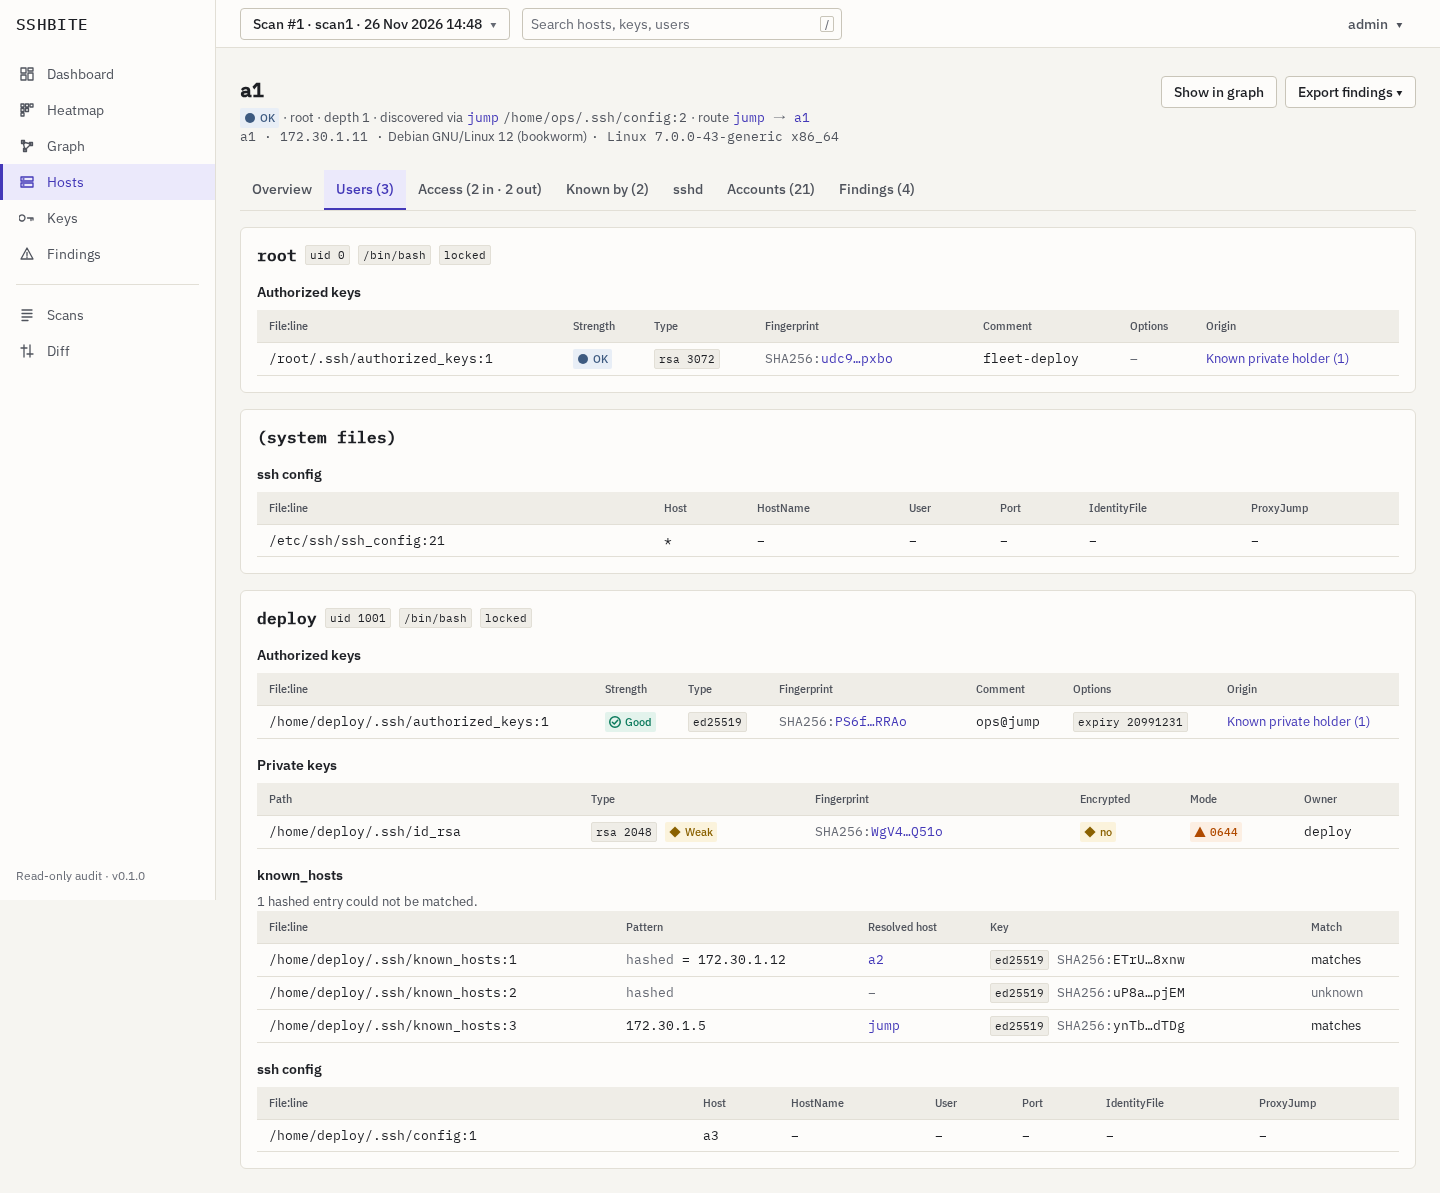 SSHBITE
Scan #1 · scan1 · 26 Nov 2026 14:48 ▾
Search hosts, keys, users /
admin ▾
Dashboard
Heatmap
Graph
Hosts
Keys
Findings
Scans
Diff
Read-only audit · v0.1.0
a1
Show in graph
Export findings ▾
OK · root · depth 1 · discovered via jump /home/ops/.ssh/config:2 · route jump → a1
a1 · 172.30.1.11 · Debian GNU/Linux 12 (bookworm) · Linux 7.0.0-43-generic x86_64
Overview Users (3) Access (2 in · 2 out) Known by (2) sshd Accounts (21) Findings (4)
root uid 0 /bin/bash locked
Authorized keys
File:line Strength Type Fingerprint Comment Options Origin
/root/.ssh/authorized_keys:1 OK rsa 3072 SHA256:udc9…pxbo fleet-deploy – Known private holder (1)
(system files)
ssh config
File:line Host HostName User Port IdentityFile ProxyJump
/etc/ssh/ssh_config:21 * – – – – –
deploy uid 1001 /bin/bash locked
Authorized keys
File:line Strength Type Fingerprint Comment Options Origin
/home/deploy/.ssh/authorized_keys:1 Good ed25519 SHA256:PS6f…RRAo ops@jump expiry 20991231 Known private holder (1)
Private keys
Path Type Fingerprint Encrypted Mode Owner
/home/deploy/.ssh/id_rsa rsa 2048 Weak SHA256:WgV4…Q51o no 0644 deploy
known_hosts
1 hashed entry could not be matched.
File:line Pattern Resolved host Key Match
/home/deploy/.ssh/known_hosts:1 hashed = 172.30.1.12 a2 ed25519 SHA256:ETrU…8xnw matches
/home/deploy/.ssh/known_hosts:2 hashed – ed25519 SHA256:uP8a…pjEM unknown
/home/deploy/.ssh/known_hosts:3 172.30.1.5 jump ed25519 SHA256:ynTb…dTDg matches
ssh config
File:line Host HostName User Port IdentityFile ProxyJump
/home/deploy/.ssh/config:1 a3 – – – – –